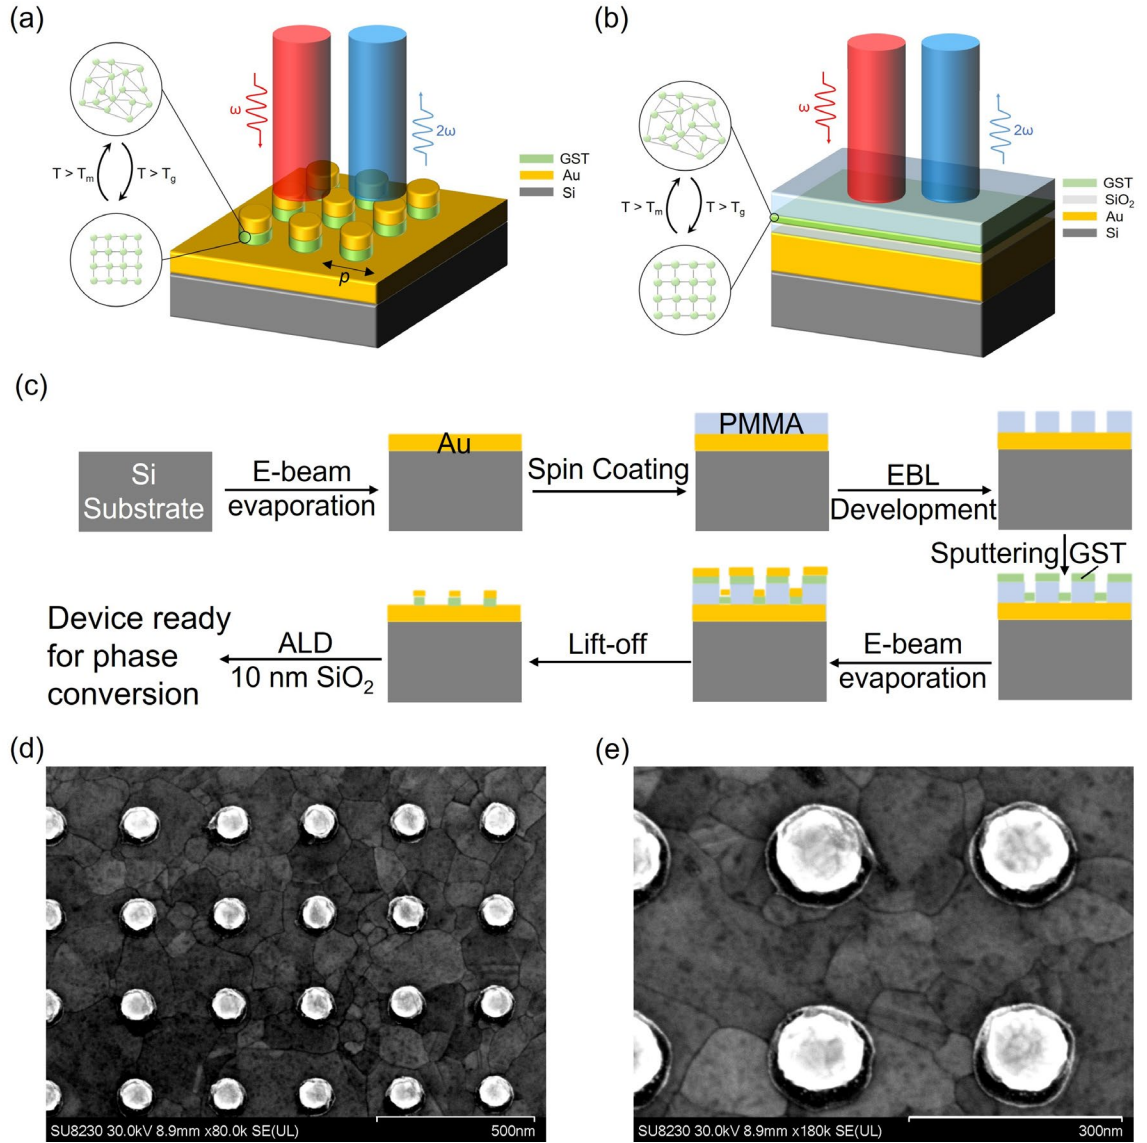 (a)
ω
2ω
T > Tm
T > Tg
GST
Au
Si
p
(b)
ω
2ω
T > Tm
T > Tg
GST
SiO2
Au
Si
(c)
Si
Substrate
E-beam
evaporation
Au
Spin Coating
PMMA
EBL
Development
Sputtering GST
E-beam
evaporation
Lift-off
ALD
10 nm SiO2
Device ready
for phase
conversion
(d)
SU8230 30.0kV 8.9mm x80.0k SE(UL)
500nm
(e)
SU8230 30.0kV 8.9mm x180k SE(UL)
300nm